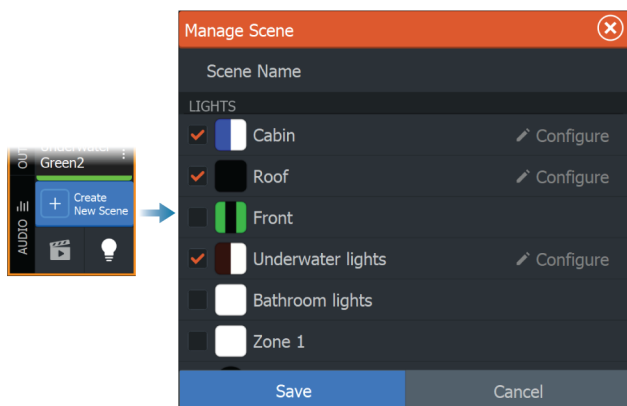 OUT
Underwater
Green2
Create
New Scene
AUDIO
Manage Scene
Scene Name
LIGHTS
Cabin
Configure
Roof
Configure
Front
Underwater lights
Configure
Bathroom lights
Zone 1
Save
Cancel